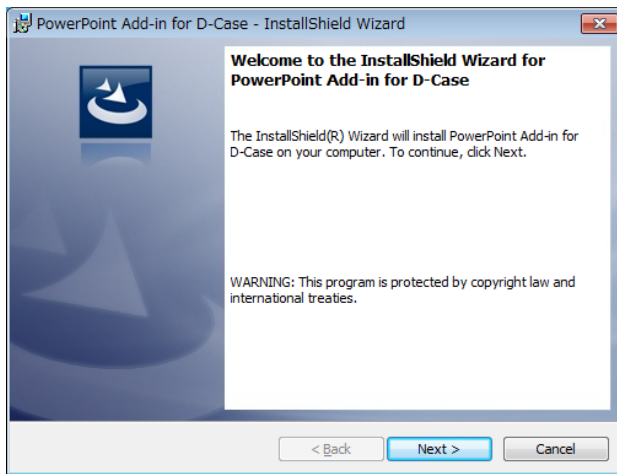 PowerPoint Add-in for D-Case - InstallShield Wizard
Welcome to the InstallShield Wizard for
PowerPoint Add-in for D-Case
The InstallShield(R) Wizard will install PowerPoint Add-in for
D-Case on your computer. To continue, click Next.
WARNING: This program is protected by copyright law and
international treaties.
< Back
Next >
Cancel